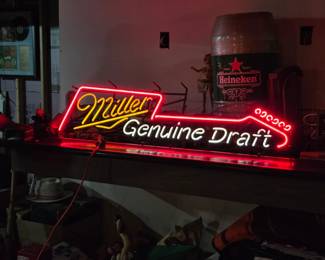 Heineken
Miller
Genuine Draft